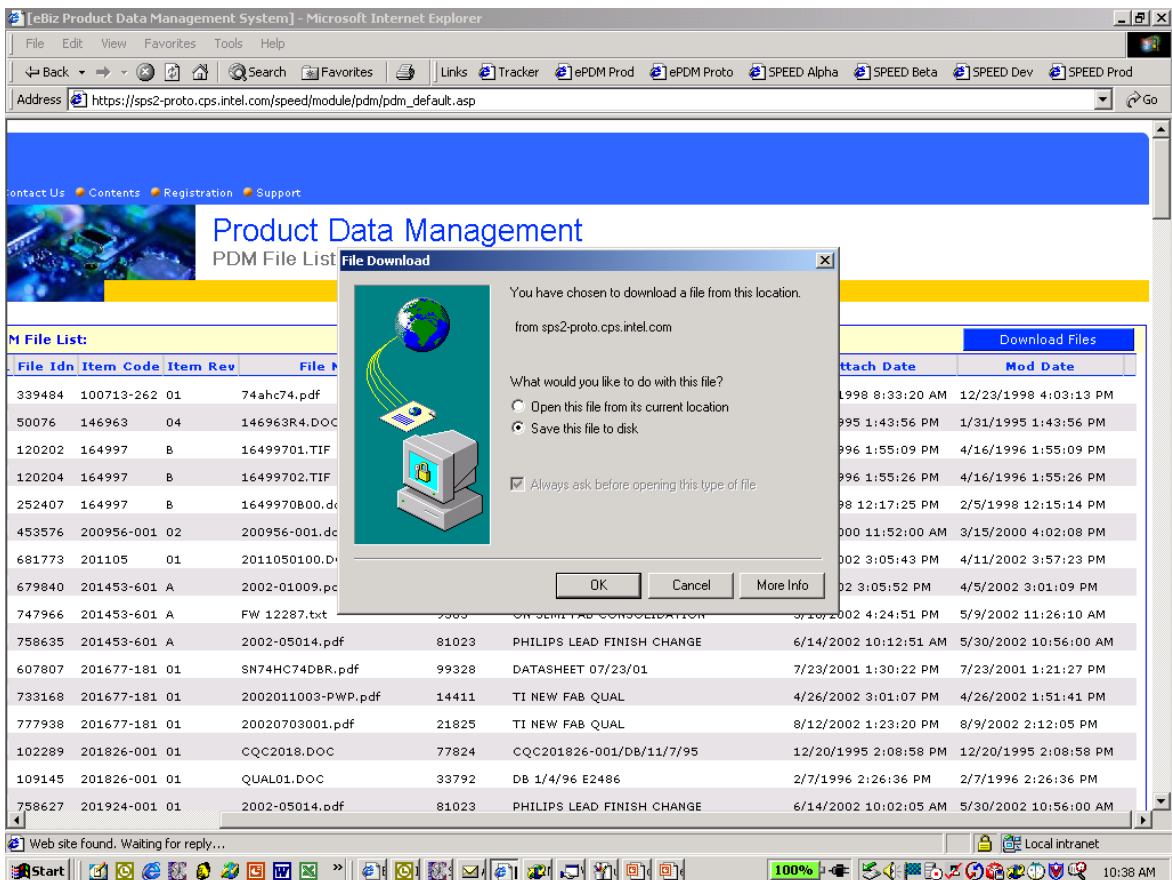 [eBiz Product Data Management System] - Microsoft Internet Explorer
File Edit View Favorites Tools Help
Back Search Favorites Links Tracker ePDM Prod ePDM Proto SPEED Alpha SPEED Beta SPEED Dev SPEED Prod
Address https://sps2-proto.cps.intel.com/speed/module/pdm/pdm_default.asp Go
ontact Us Contents Registration Support
Product Data Management
PDM File List
File Download
You have chosen to download a file from this location.
from sps2-proto.cps.intel.com
What would you like to do with this file?
Open this file from its current location
Save this file to disk
Always ask before opening this type of file
OK Cancel More Info
M File List: Download Files
File Idn Item Code Item Rev File N ttach Date Mod Date
339484 100713-262 01 74ahc74.pdf 1998 8:33:20 AM 12/23/1998 4:03:13 PM
50076 146963 04 146963R4.DOC 995 1:43:56 PM 1/31/1995 1:43:56 PM
120202 164997 B 16499701.TIF 996 1:55:09 PM 4/16/1996 1:55:09 PM
120204 164997 B 16499702.TIF 996 1:55:26 PM 4/16/1996 1:55:26 PM
252407 164997 B 1649970B00.do 98 12:17:25 PM 2/5/1998 12:15:14 PM
453576 200956-001 02 200956-001.do 000 11:52:00 AM 3/15/2000 4:02:08 PM
681773 201105 01 2011050100.D 002 3:05:43 PM 4/11/2002 3:57:23 PM
679840 201453-601 A 2002-01009.pd 02 3:05:52 PM 4/5/2002 3:01:09 PM
747966 201453-601 A FW 12287.txt ON SEMI FAB CONSOLIDATION 4:24:51 PM 5/9/2002 11:26:10 AM
758635 201453-601 A 2002-05014.pdf 81023 PHILIPS LEAD FINISH CHANGE 6/14/2002 10:12:51 AM 5/30/2002 10:56:00 AM
607807 201677-181 01 SN74HC74DBR.pdf 99328 DATASHEET 07/23/01 7/23/2001 1:30:22 PM 7/23/2001 1:21:27 PM
733168 201677-181 01 2002011003-PWP.pdf 14411 TI NEW FAB QUAL 4/26/2002 3:01:07 PM 4/26/2002 1:51:41 PM
777938 201677-181 01 20020703001.pdf 21825 TI NEW FAB QUAL 8/12/2002 1:23:20 PM 8/9/2002 2:12:05 PM
102289 201826-001 01 CQC2018.DOC 77824 CQC201826-001/DB/11/7/95 12/20/1995 2:08:58 PM 12/20/1995 2:08:58 PM
109145 201826-001 01 QUAL01.DOC 33792 DB 1/4/96 E2486 2/7/1996 2:26:36 PM 2/7/1996 2:26:36 PM
758627 201924-001 01 2002-05014.pdf 81023 PHILIPS LEAD FINISH CHANGE 6/14/2002 10:02:05 AM 5/30/2002 10:56:00 AM
Web site found. Waiting for reply... Local intranet
Start 100% 10:38 AM